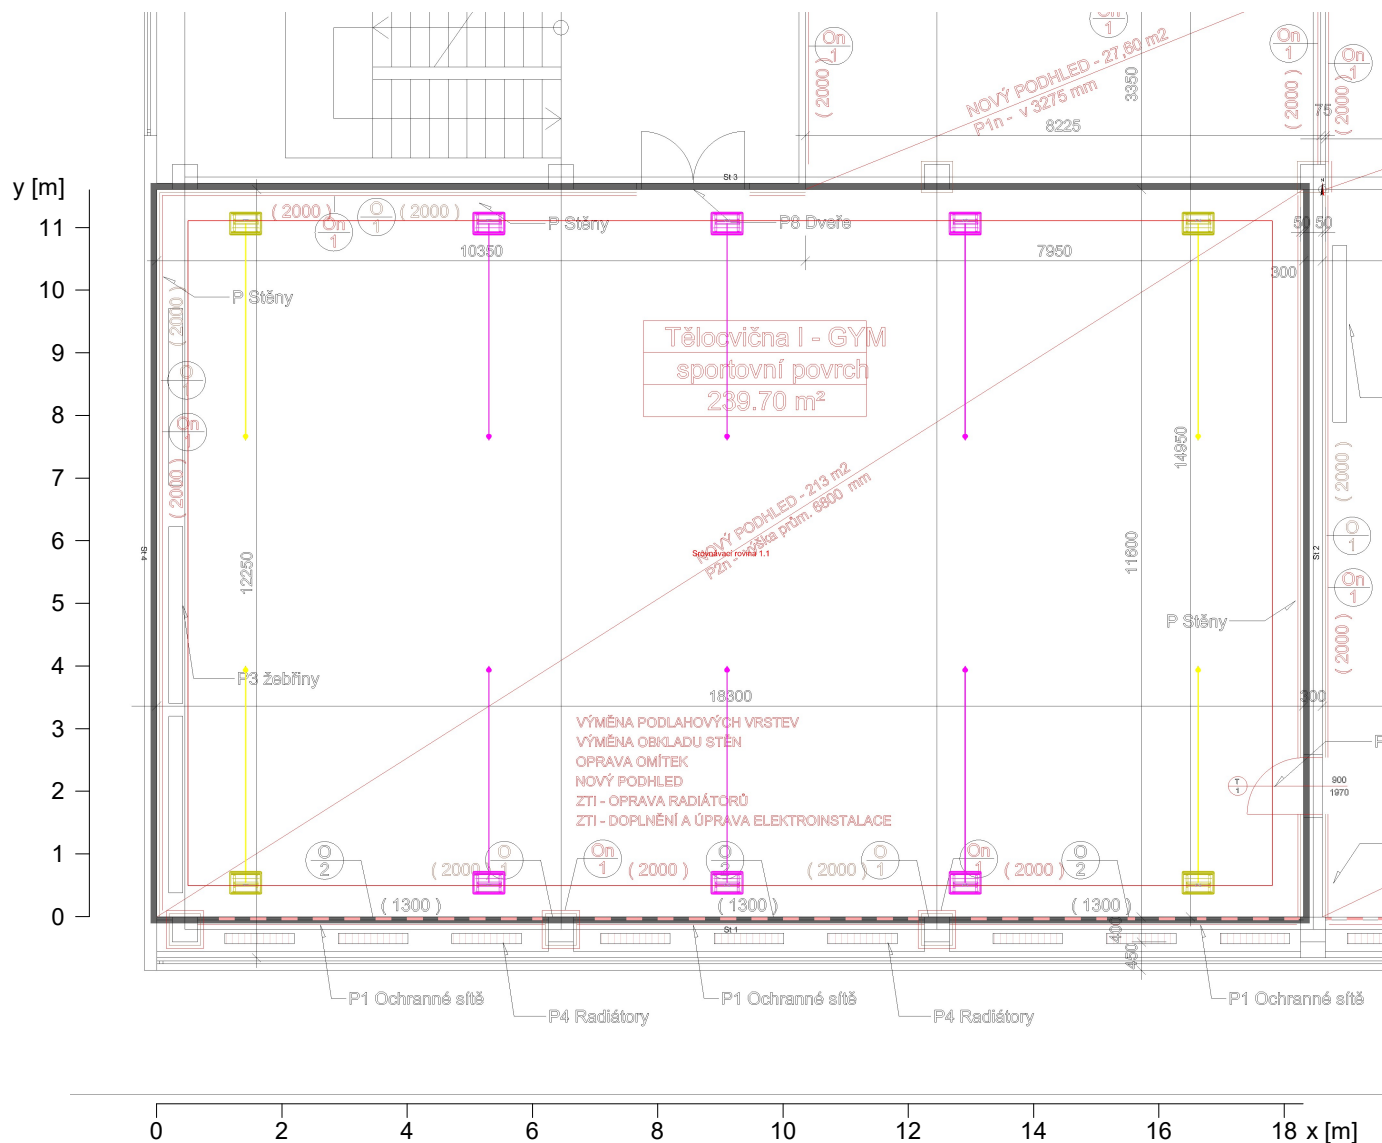 On
1
On
1
On
1
On
1
( 2000 )
( 2000 )
( 2000 )
NOVÝ PODHLED - 27,60 m2
P1n - v 3275 mm
3350
8225
75
y [m]
St 3
( 2000 )
On
1
O
1
( 2000 )
P Stěny
P8 Dveře
50
50
11
10350
7950
300
10
P Stěny
( 2000 )
9
Tělocvična I - GYM
sportovní povrch
239.70 m²
O
1
8
On
1
14950
7
( 2000 )
( 2000 )
NOVÝ PODHLED - 213 m2
P2n - výška prům. 6800 mm
6
Srovnávací rovina 1.1
St 4
St 2
12250
11600
O
1
5
On
1
P Stěny
( 2000 )
4
P3 žebřiny
18300
300
3
VÝMĚNA PODLAHOVÝCH VRSTEV
VÝMĚNA OBKLADU STĚN
OPRAVA OMÍTEK
NOVÝ PODHLED
ZTI - OPRAVA RADIÁTORŮ
ZTI - DOPLNĚNÍ A ÚPRAVA ELEKTROINSTALACE
P
2
T
1
900
1970
1
O
2
( 2000 )
O
1
On
1
( 2000 )
O
2
( 2000 )
O
1
On
1
( 2000 )
O
2
0
( 1300 )
( 1300 )
( 1300 )
St 1
400
450
P1 Ochranné sítě
P4 Radiátory
P1 Ochranné sítě
P4 Radiátory
P1 Ochranné sítě
0
2
4
6
8
10
12
14
16
18
x [m]